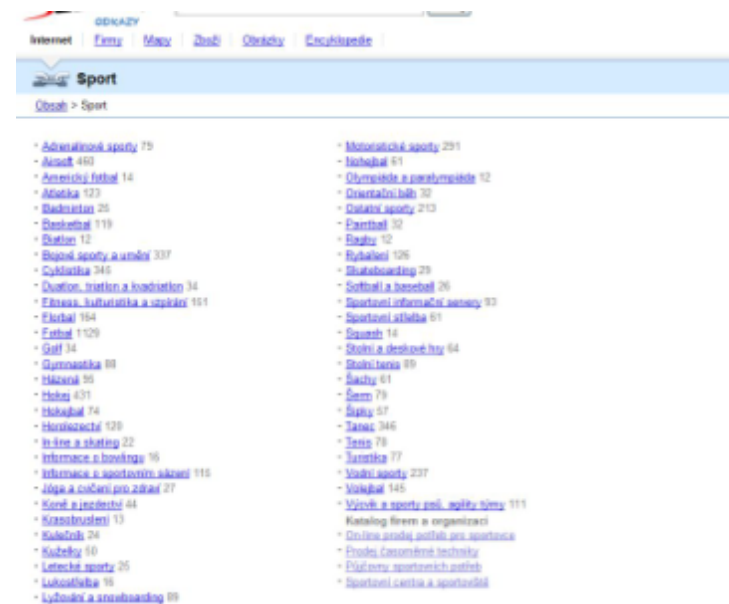 ODKAZY
Internet Firmy Mapy Zboží Obrázky Encyklopedie
Sport
Obsah > Sport
- Adrenalinové sporty 79
- Airsoft 460
- Americký fotbal 14
- Atletika 123
- Badminton 26
- Basketbal 119
- Biatlon 12
- Bojové sporty a umění 337
- Cyklistika 346
- Duatlon, triatlon a kvadriatlon 34
- Fitness, kulturistika a vzpírání 161
- Florbal 164
- Fotbal 1129
- Golf 34
- Gymnastika 88
- Házená 95
- Hokej 431
- Hokejbal 74
- Horolezectví 120
- In-line a skating 22
- Informace o bowlingu 16
- Informace o sportovním sázení 115
- Jóga a cvičení pro zdraví 27
- Koně a jezdectví 44
- Krasobruslení 13
- Kulečník 24
- Kuželky 50
- Letecké sporty 25
- Lukostřelba 16
- Lyžování a snowboarding 89
- Motoristické sporty 291
- Nohejbal 61
- Olympiáda a paralympiáda 12
- Orientační běh 32
- Ostatní sporty 213
- Paintball 32
- Ragby 12
- Rybaření 126
- Skateboarding 29
- Softball a baseball 26
- Sportovní informační servery 93
- Sportovní střelba 61
- Squash 14
- Stolní a deskové hry 64
- Stolní tenis 89
- Šachy 61
- Šerm 79
- Šipky 57
- Tanec 346
- Tenis 78
- Turistika 77
- Vodní sporty 237
- Volejbal 145
- Výcvik a sporty psů, agility týmy 111
Katalog firem a organizací
- On-line prodej potřeb pro sportovce
- Prodej časoměrné techniky
- Půjčovny sportovních potřeb
- Sportovní centra a sportoviště